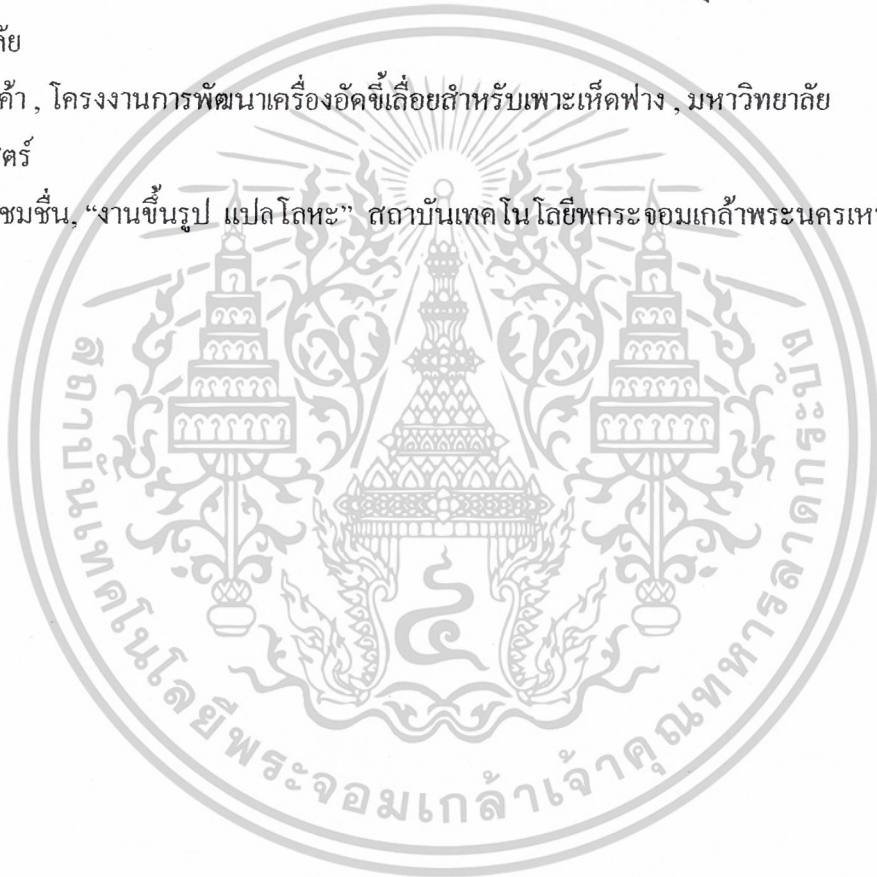 ลัย
ค้า , โครงงานการพัฒนาเครื่องอัดขี้เลื่อยสำหรับเพาะเห็ดฟาง , มหาวิทยาลัย
ตร์
ชมชื่น, “งานขึ้นรูป แปลโลหะ” สถาบันเทคโนโลยีพกระจอมเกล้าพระนครเห
สถาบันเทคโนโลยีพระจอมเกล้าเจ้าคุณทหารลาดกระบัง
๔